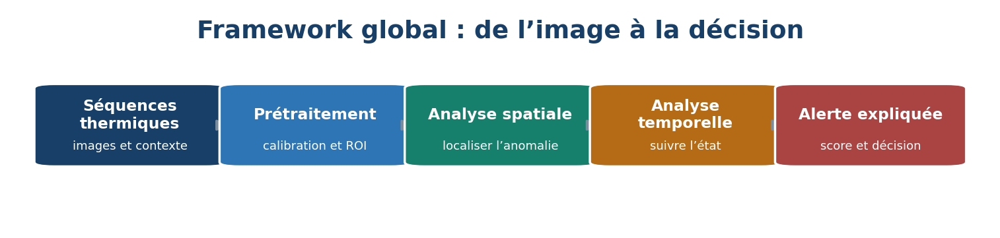 Framework global : de l’image à la décision
Séquences
thermiques
images et contexte
Prétraitement
calibration et ROI
Analyse spatiale
localiser l’anomalie
Analyse
temporelle
suivre l’état
Alerte expliquée
score et décision